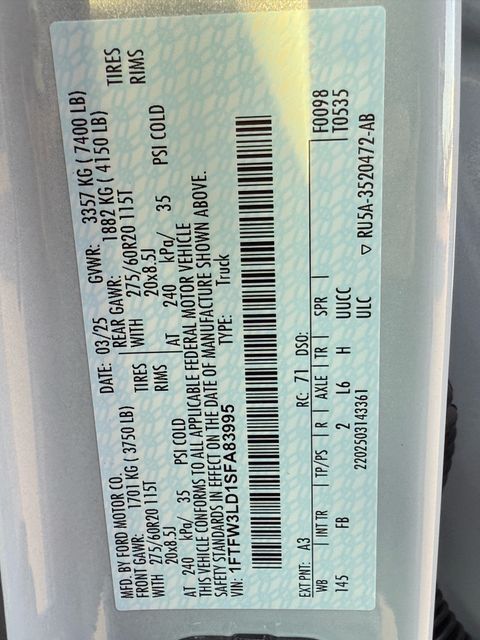 MFD. BY FORD MOTOR CO.
DATE: 03/25 GVWR: 3357 KG ( 7400 LB)
FRONT GAWR: 1701 KG (3750 LB) REAR GAWR: 1882 KG ( 4150 LB)
WITH 275/60R20 115T TIRES WITH 275/60R20 115T TIRES
20x8.5J RIMS 20x8.5J RIMS
AT 240 kPa/ 35 PSI COLD AT 240 kPa/ 35 PSI COLD
THIS VEHICLE CONFORMS TO ALL APPLICABLE FEDERAL MOTOR VEHICLE
SAFETY STANDARDS IN EFFECT ON THE DATE OF MANUFACTURE SHOWN ABOVE.
VIN: 1FTFW3LD1SFA83995 TYPE: Truck
EXT PNT: A3 RC: 71 DSO: F0098
WB INT TR TP/PS R AXLE TR SPR T0535
145 FB 2 L6 H UUCC
ULC
2202503143361 ▽ RU5A-3520472-AB